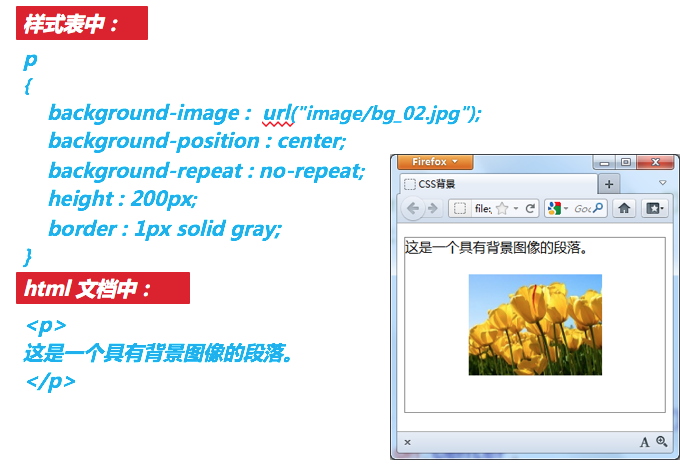 样式表中：
p
{
background-image : url("image/bg_02.jpg");
background-position : center;
background-repeat : no-repeat;
height : 200px;
border : 1px solid gray;
}
html 文档中：
<p>
这是一个具有背景图像的段落。
</p>
Firefox
CSS背景
file:
Goc
这是一个具有背景图像的段落。